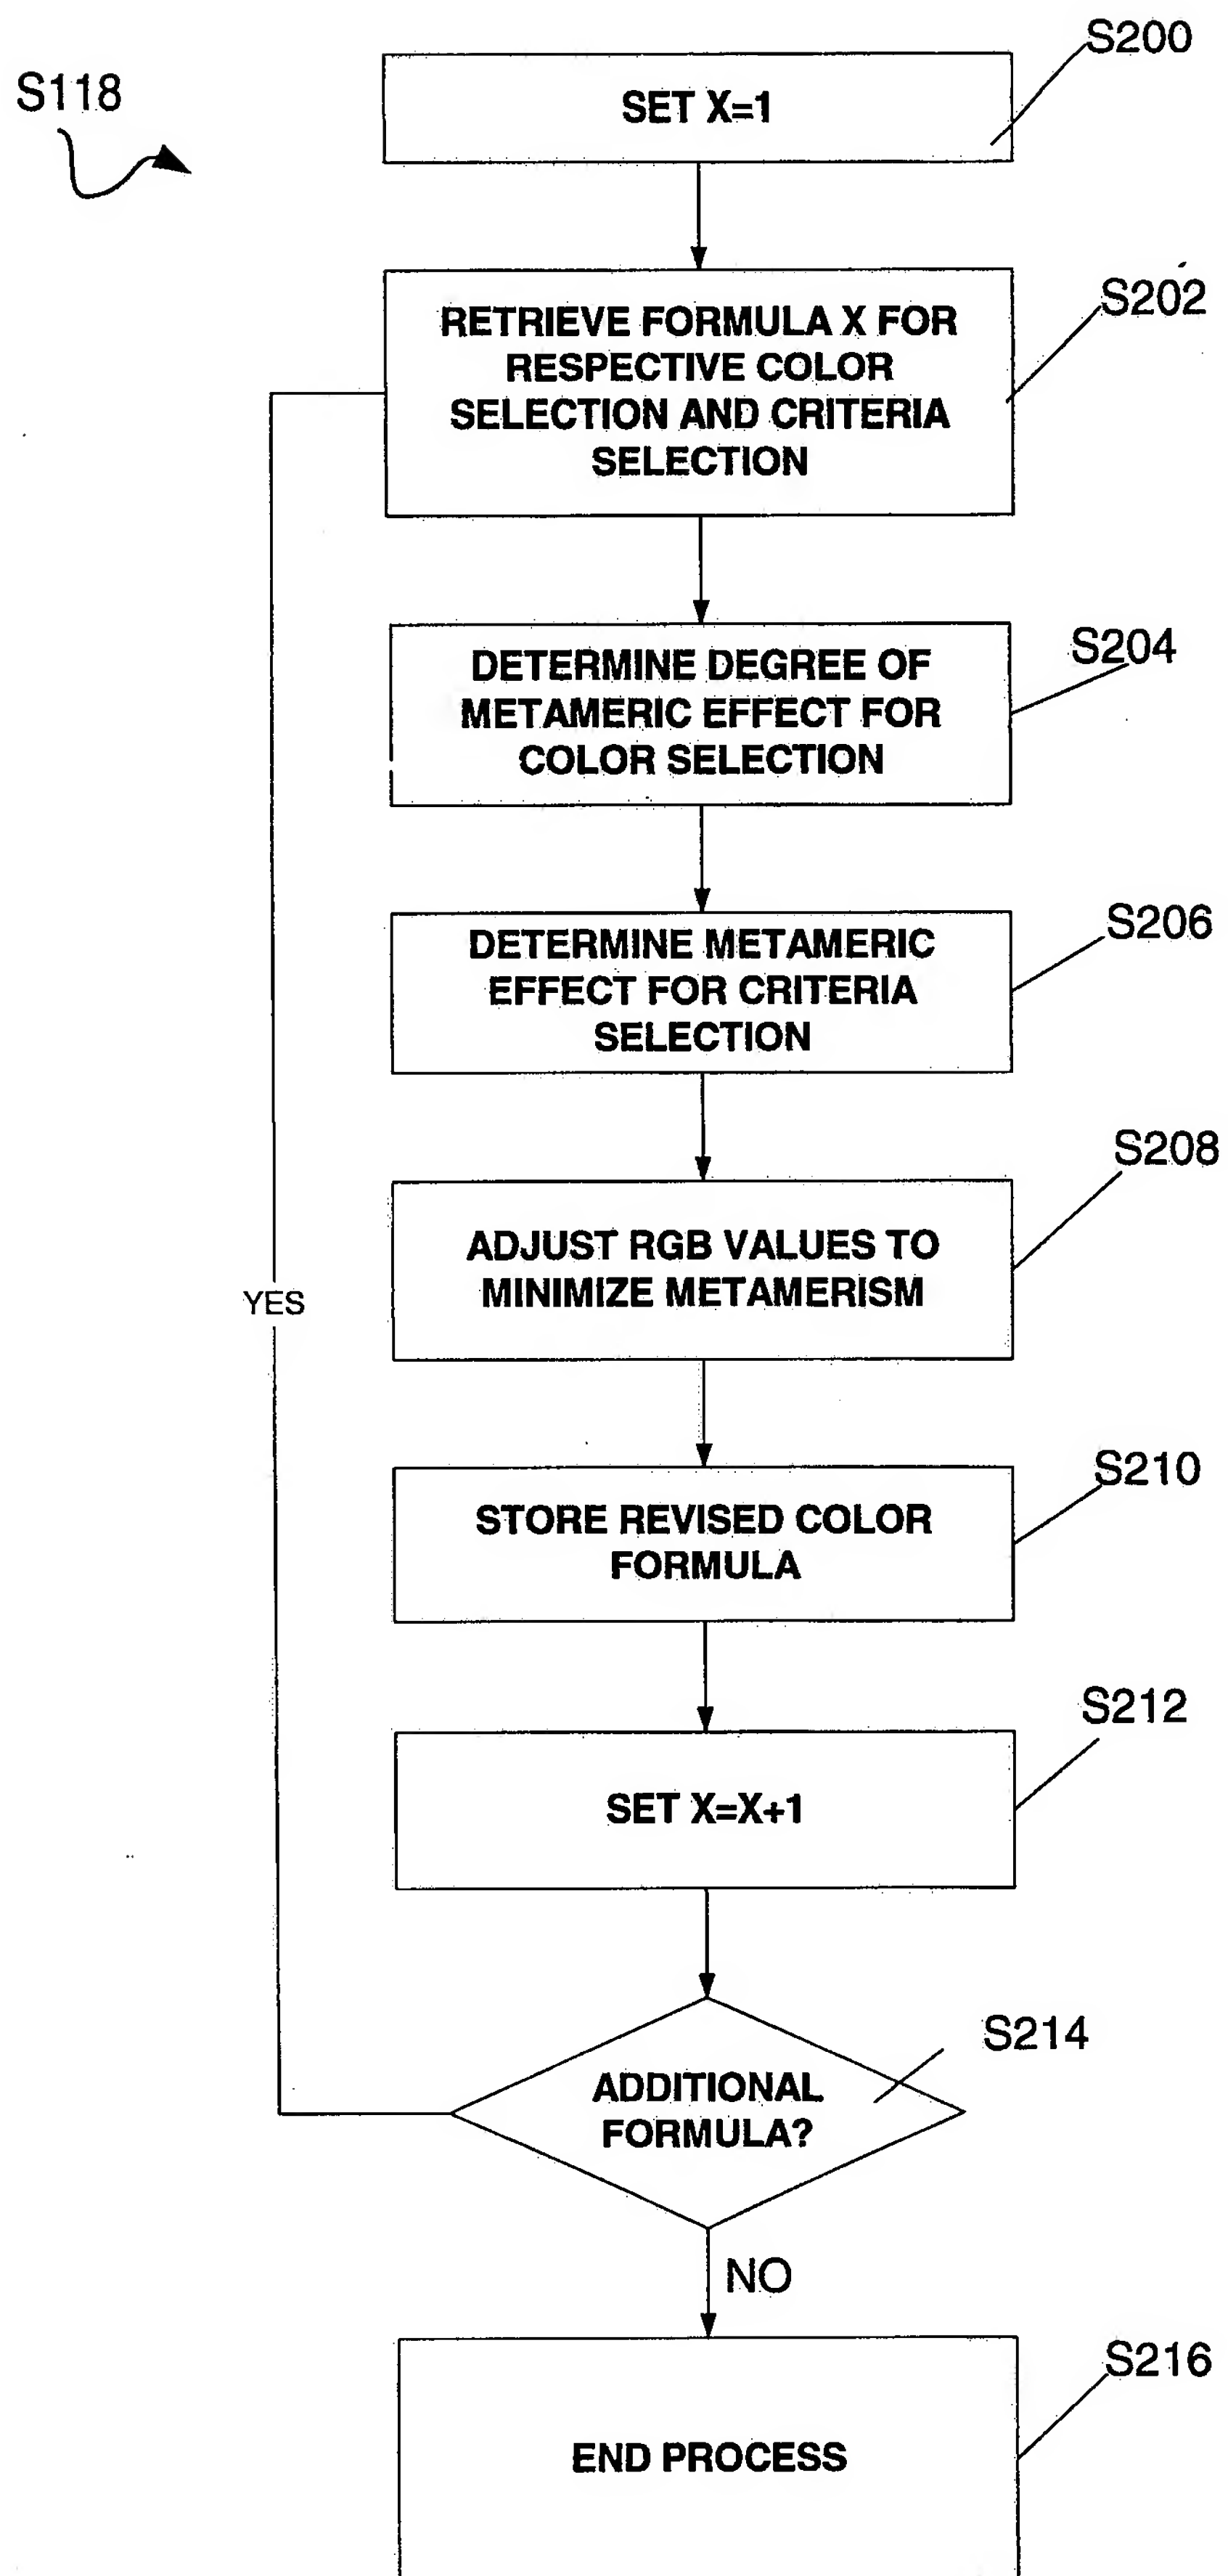 S200
S118
SET X=1
S202
RETRIEVE FORMULA X FOR
RESPECTIVE COLOR
SELECTION AND CRITERIA
SELECTION
S204
DETERMINE DEGREE OF
METAMERIC EFFECT FOR
COLOR SELECTION
S206
DETERMINE METAMERIC
EFFECT FOR CRITERIA
SELECTION
S208
ADJUST RGB VALUES TO
MINIMIZE METAMERISM
YES
S210
STORE REVISED COLOR
FORMULA
S212
SET X=X+1
S214
ADDITIONAL
FORMULA?
NO
S216
END PROCESS